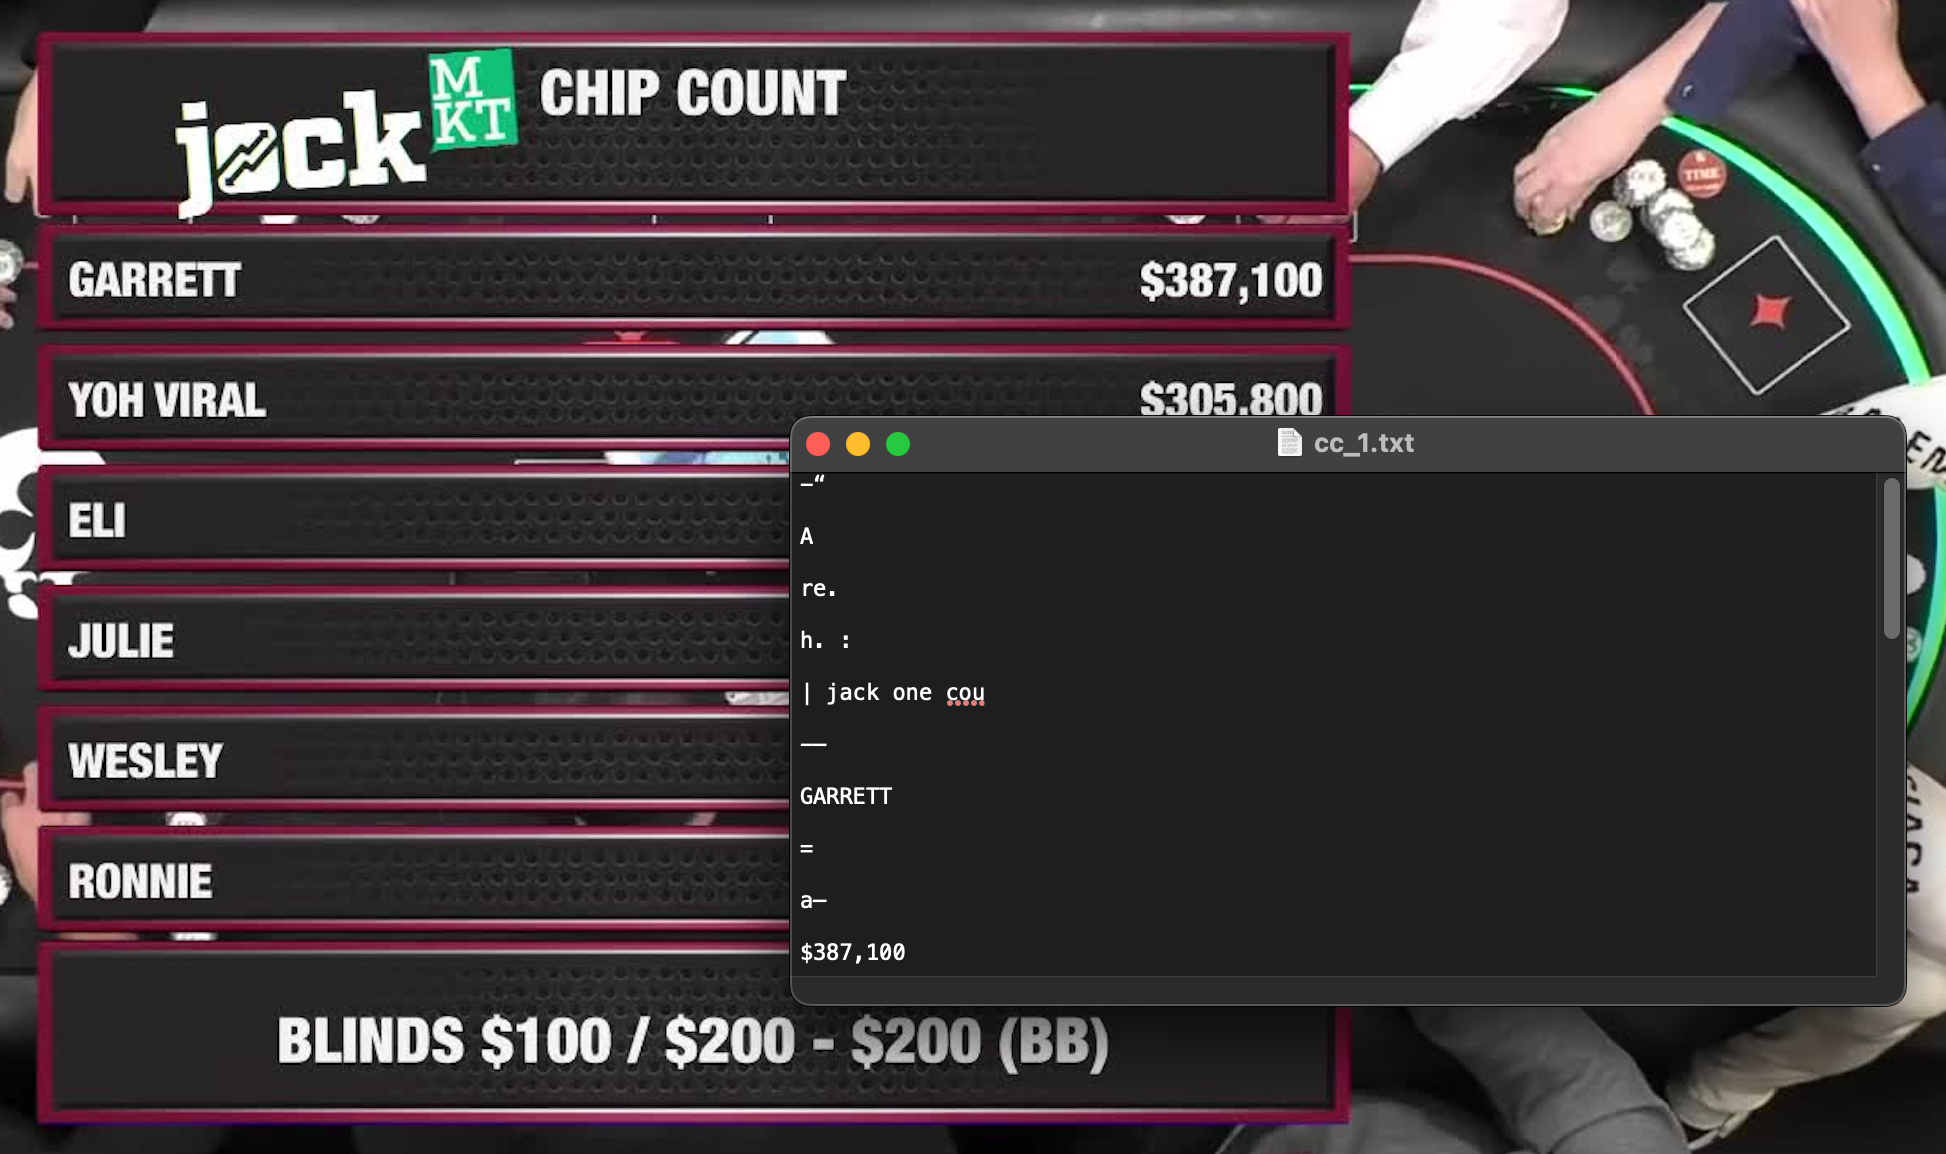 jock MKT CHIP COUNT
TIME
GARRETT $387,100
YOH VIRAL $305,800
ELI
JULIE
WESLEY
RONNIE
BLINDS $100 / $200 - $200 (BB)
cc_1.txt
—“
A
re.
h. :
| jack one cou
——
GARRETT
=
a—
$387,100